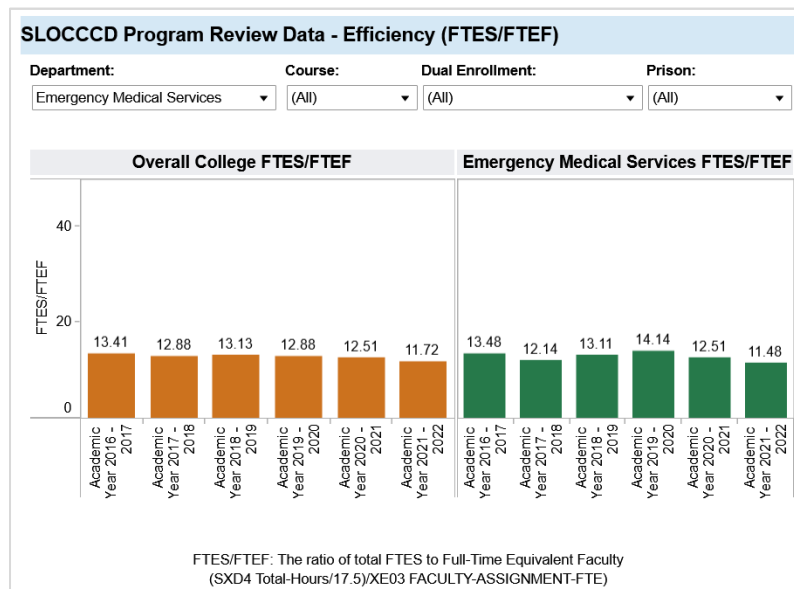 SLOCCCD Program Review Data - Efficiency (FTES/FTEF)
Department: Course: Dual Enrollment: Prison:
Emergency Medical Services (All) (All) (All)
Overall College FTES/FTEF Emergency Medical Services FTES/FTEF
FTES/FTEF
40
20
0
13.41 12.88 13.13 12.88 12.51 11.72
13.48 12.14 13.11 14.14 12.51 11.48
Academic
Year 2016 -
2017
Academic
Year 2017 -
2018
Academic
Year 2018 -
2019
Academic
Year 2019 -
2020
Academic
Year 2020 -
2021
Academic
Year 2021 -
2022
Academic
Year 2016 -
2017
Academic
Year 2017 -
2018
Academic
Year 2018 -
2019
Academic
Year 2019 -
2020
Academic
Year 2020 -
2021
Academic
Year 2021 -
2022
FTES/FTEF: The ratio of total FTES to Full-Time Equivalent Faculty
(SXD4 Total-Hours/17.5)/XE03 FACULTY-ASSIGNMENT-FTE)